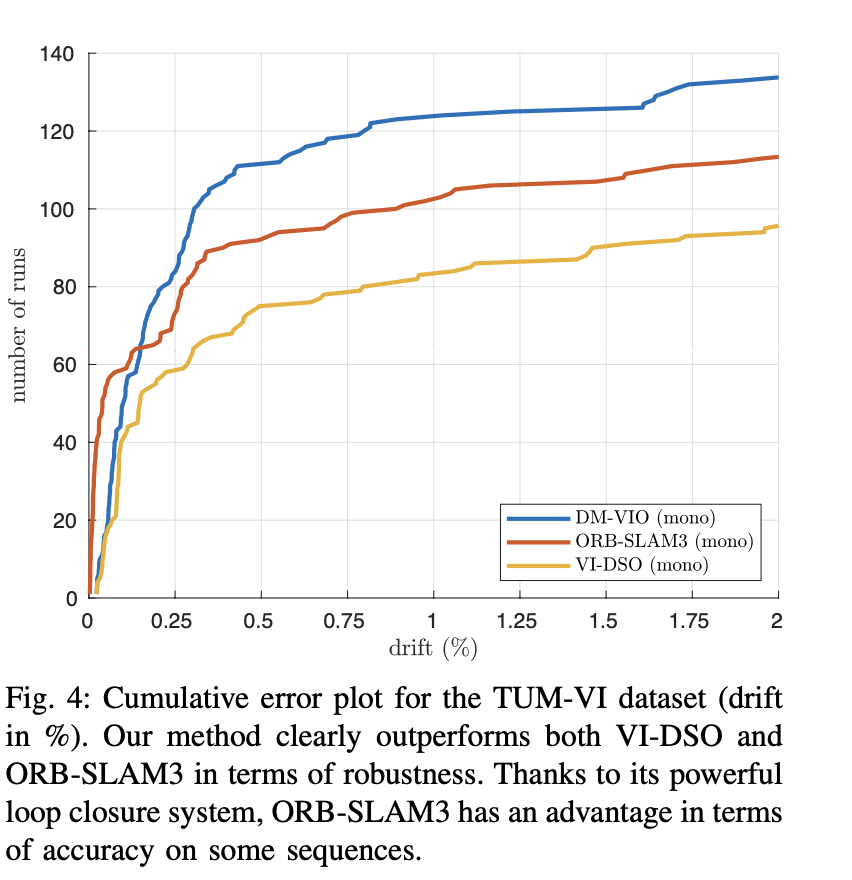 140
120
100
80
60
40
20
0
number of runs
0 0.25 0.5 0.75 1 1.25 1.5 1.75 2
drift (%)
DM-VIO (mono)
ORB-SLAM3 (mono)
VI-DSO (mono)
Fig. 4: Cumulative error plot for the TUM-VI dataset (drift
in %). Our method clearly outperforms both VI-DSO and
ORB-SLAM3 in terms of robustness. Thanks to its powerful
loop closure system, ORB-SLAM3 has an advantage in terms
of accuracy on some sequences.